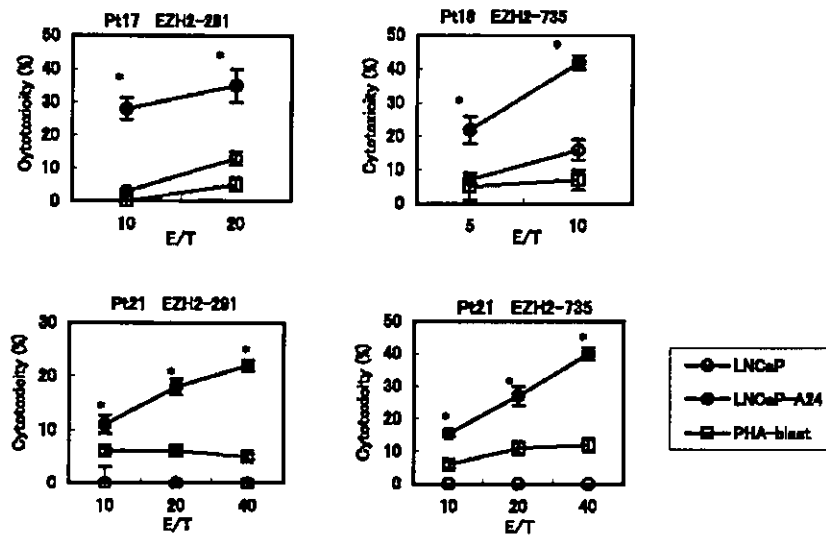 Pt17 EZH2-291
Cytotoxicity (%)
50
40
30
20
10
0
*
*
10 20
E/T
Pt18 EZH2-735
Cytotoxicity (%)
50
40
30
20
10
0
*
*
5 10
E/T
Pt21 EZH2-291
Cytotoxicity (%)
30
20
10
0
*
*
*
10 20 40
E/T
Pt21 EZH2-735
Cytotoxicity (%)
50
40
30
20
10
0
*
*
*
10 20 40
E/T
LNCaP
LNCaP-A24
PHA-blast